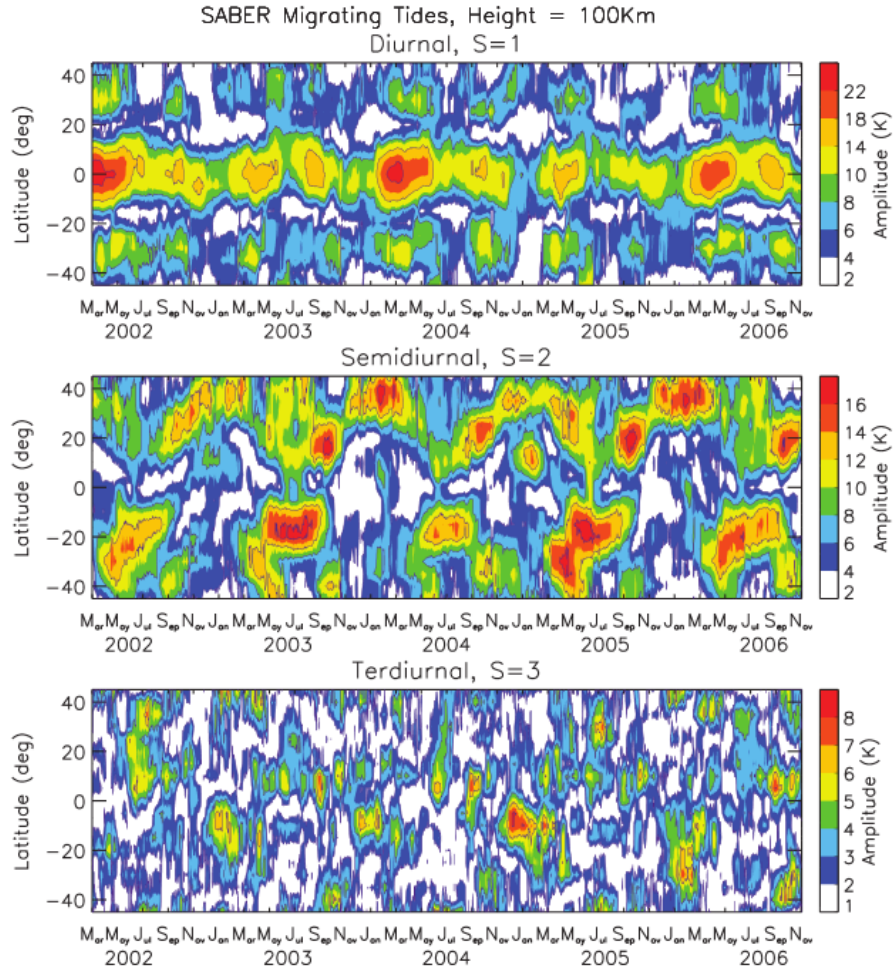 SABER Migrating Tides, Height = 100Km
Diurnal, S=1
Latitude (deg)
40
20
0
−20
−40
Mar May Jul Sep Nov Jan May Jul Sep Nov Jan Mar May Jul Sep Nov Jan Mar May Jul Sep Nov Jan Mar May Jul Sep Nov
2002 2003 2004 2005 2006
22
18
14
10
8
6
4
2
Amplitude (K)
Semidiurnal, S=2
Latitude (deg)
40
20
0
−20
−40
Mar May Jul Sep Nov Jan May Jul Sep Nov Jan Mar May Jul Sep Nov Jan Mar May Jul Sep Nov Jan Mar May Jul Sep Nov
2002 2003 2004 2005 2006
16
14
12
10
8
6
4
2
Amplitude (K)
Terdiurnal, S=3
Latitude (deg)
40
20
0
−20
−40
Mar May Jul Sep Nov Jan May Jul Sep Nov Jan Mar May Jul Sep Nov Jan Mar May Jul Sep Nov Jan Mar May Jul Sep Nov
2002 2003 2004 2005 2006
8
7
6
5
4
3
2
1
Amplitude (K)